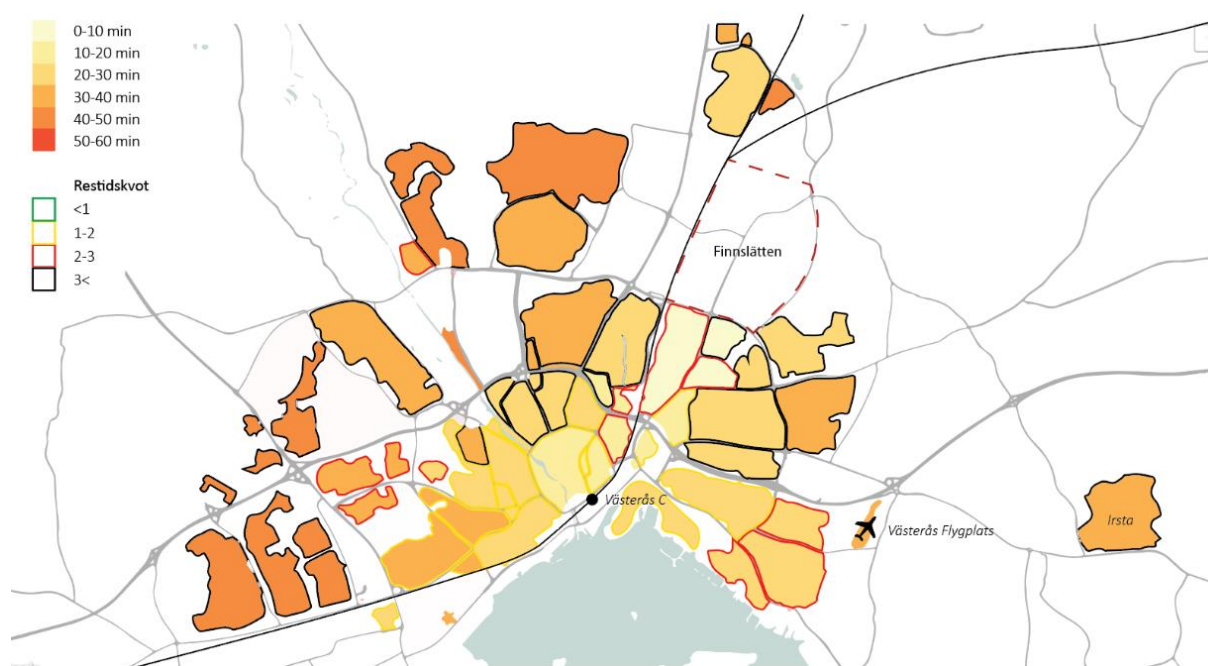 0-10 min
10-20 min
20-30 min
30-40 min
40-50 min
50-60 min
Restidskvot
<1
1-2
2-3
3<
Finnslätten
Västerås C
Västerås Flygplats
Irsta